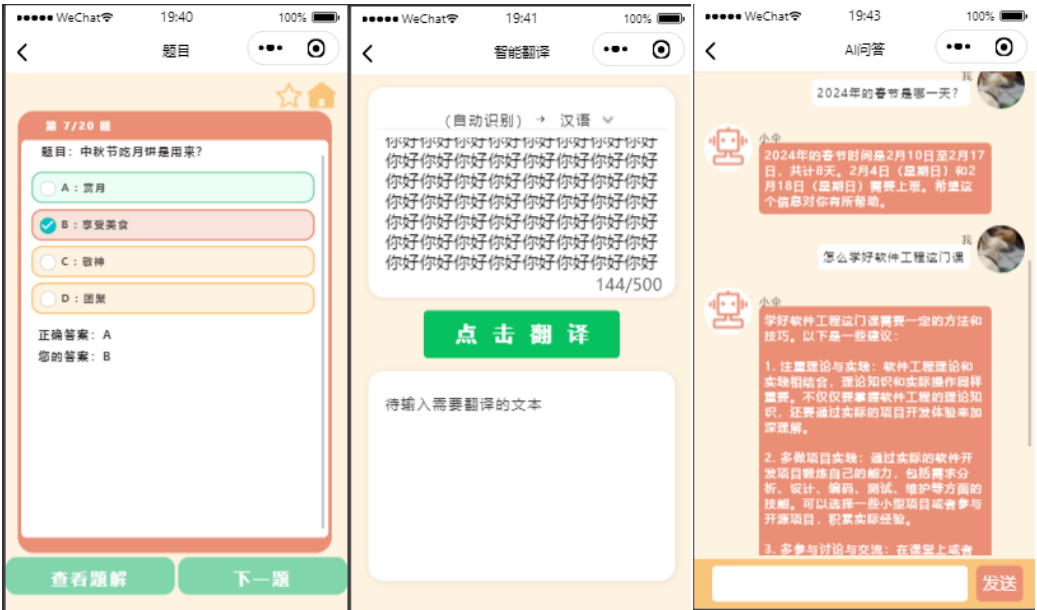 WeChat 19:40 100%
题目
第 7/20 题
题目：中秋节吃月饼是用来？
A：赏月
B：享受美食
C：敬神
D：团聚
正确答案：A
您的答案：B
查看题解
下一题
WeChat 19:41 100%
智能翻译
（自动识别） → 汉语
你好你好你好你好你好你好你好你好
你好你好你好你好你好你好你好你好
你好你好你好你好你好你好你好你好
你好你好你好你好你好你好你好你好
你好你好你好你好你好你好你好你好
你好你好你好你好你好你好你好你好
你好你好你好你好你好你好你好你好
144/500
点击翻译
待输入需要翻译的文本
WeChat 19:43 100%
AI问答
我
2024年的春节是哪一天？
小伞
2024年的春节时间是2月10日至2月17
日，共计8天。2月4日（星期日）和2
月18日（星期日）需要上班。希望这
个信息对你有所帮助。
我
怎么学好软件工程这门课
小伞
学好软件工程这门课需要一定的方法和
技巧。以下是一些建议：
1. 注重理论与实践：软件工程理论和
实践相结合，理论知识和实际操作同样
重要。不仅仅要掌握软件工程的理论知
识，还要通过实际的项目开发体验来加
深理解。
2. 多做项目实践：通过实际的软件开
发项目锻炼自己的能力，包括需求分
析、设计、编码、测试、维护等方面的
技能。可以选择一些小型项目或者参与
开源项目，积累实际经验。
3. 多参与讨论与交流：在课堂上或者
发送